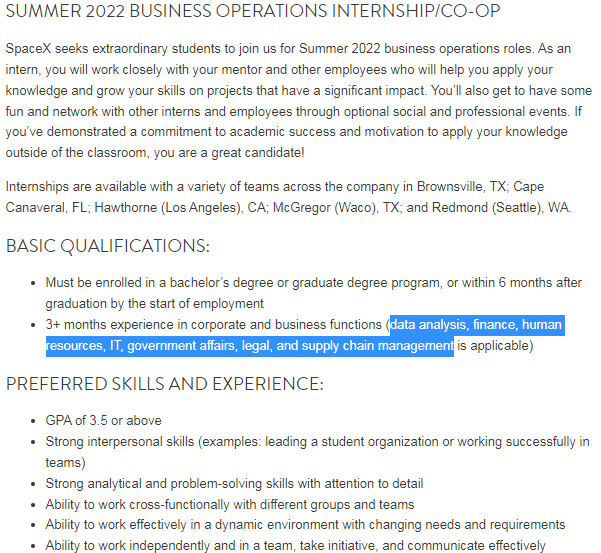 SUMMER 2022 BUSINESS OPERATIONS INTERNSHIP/CO-OP
SpaceX seeks extraordinary students to join us for Summer 2022 business operations roles. As an
intern, you will work closely with your mentor and other employees who will help you apply your
knowledge and grow your skills on projects that have a significant impact. You’ll also get to have some
fun and network with other interns and employees through optional social and professional events. If
you’ve demonstrated a commitment to academic success and motivation to apply your knowledge
outside of the classroom, you are a great candidate!
Internships are available with a variety of teams across the company in Brownsville, TX; Cape
Canaveral, FL; Hawthorne (Los Angeles), CA; McGregor (Waco), TX; and Redmond (Seattle), WA.
BASIC QUALIFICATIONS:
• Must be enrolled in a bachelor’s degree or graduate degree program, or within 6 months after
graduation by the start of employment
• 3+ months experience in corporate and business functions (data analysis, finance, human
resources, IT, government affairs, legal, and supply chain management is applicable)
PREFERRED SKILLS AND EXPERIENCE:
• GPA of 3.5 or above
• Strong interpersonal skills (examples: leading a student organization or working successfully in
teams)
• Strong analytical and problem-solving skills with attention to detail
• Ability to work cross-functionally with different groups and teams
• Ability to work effectively in a dynamic environment with changing needs and requirements
• Ability to work independently and in a team, take initiative, and communicate effectively